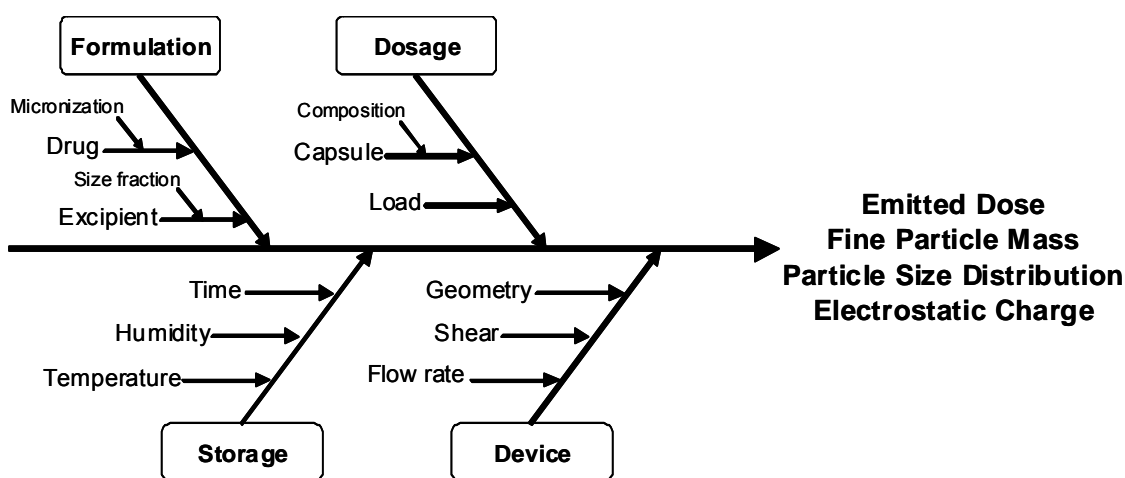 Formulation
Dosage
Micronization
Drug
Size fraction
Excipient
Composition
Capsule
Load
Emitted Dose
Fine Particle Mass
Particle Size Distribution
Electrostatic Charge
Time
Humidity
Temperature
Geometry
Shear
Flow rate
Storage
Device